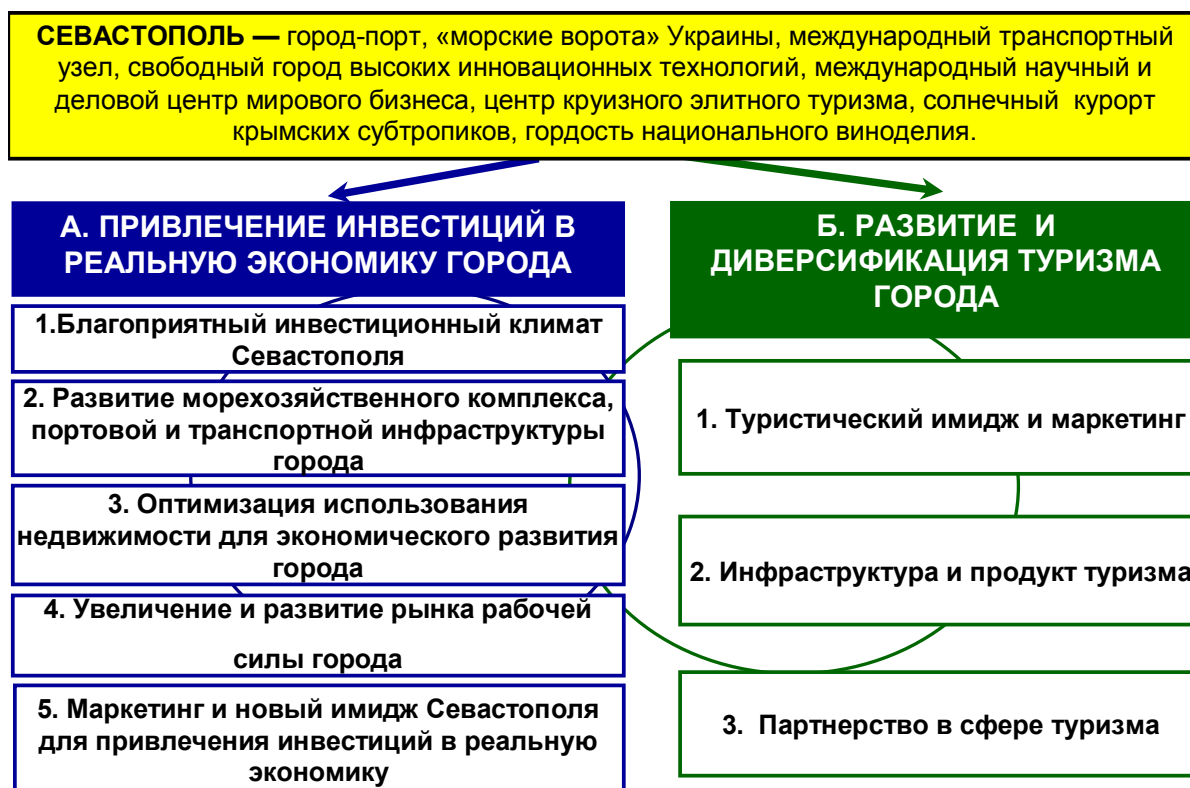 СЕВАСТОПОЛЬ — город-порт, «морские ворота» Украины, международный транспортный
узел, свободный город высоких инновационных технологий, международный научный и
деловой центр мирового бизнеса, центр круизного элитного туризма, солнечный курорт
крымских субтропиков, гордость национального виноделия.
А. ПРИВЛЕЧЕНИЕ ИНВЕСТИЦИЙ В
РЕАЛЬНУЮ ЭКОНОМИКУ ГОРОДА
1.Благоприятный инвестиционный климат
Севастополя
2. Развитие морехозяйственного комплекса,
портовой и транспортной инфраструктуры
города
3. Оптимизация использования
недвижимости для экономического развития
города
4. Увеличение и развитие рынка рабочей
силы города
5. Маркетинг и новый имидж Севастополя
для привлечения инвестиций в реальную
экономику
Б. РАЗВИТИЕ И
ДИВЕРСИФИКАЦИЯ ТУРИЗМА
ГОРОДА
1. Туристический имидж и маркетинг
2. Инфраструктура и продукт туризма
3. Партнерство в сфере туризма